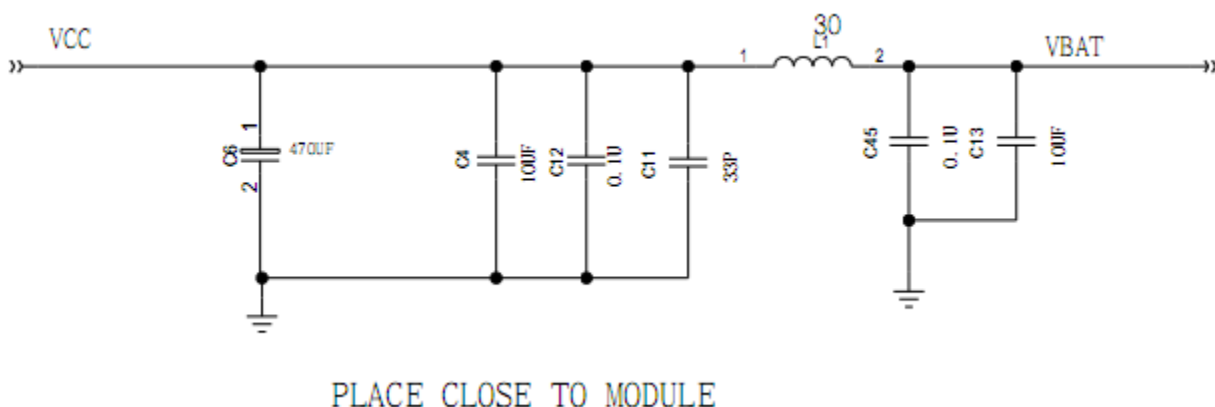 30
VCC
L1
VBAT
1
2
1
C6
470UF
2
C4
10UF
C12
0.1U
C11
33P
C45
0.1U
C13
10UF
PLACE CLOSE TO MODULE